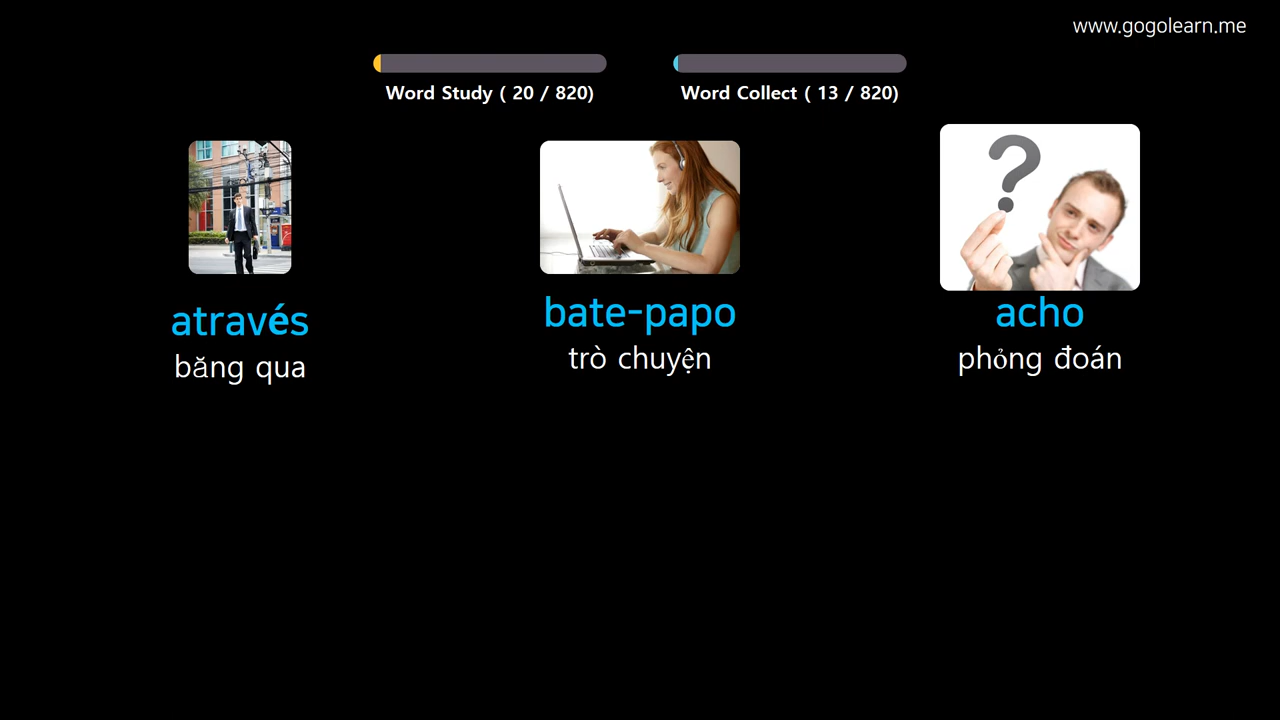 www.gogolearn.me
Word Study ( 20 / 820)
Word Collect ( 13 / 820)
através
băng qua
bate-papo
trò chuyện
acho
phỏng đoán